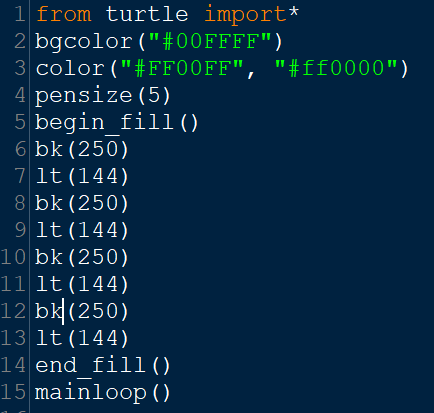 1 from turtle import*
2 bgcolor("#00FFFF")
3 color("#FF00FF", "#ff0000")
4 pensize(5)
5 begin_fill()
6 bk(250)
7 lt(144)
8 bk(250)
9 lt(144)
10 bk(250)
11 lt(144)
12 bk(250)
13 lt(144)
14 end_fill()
15 mainloop()